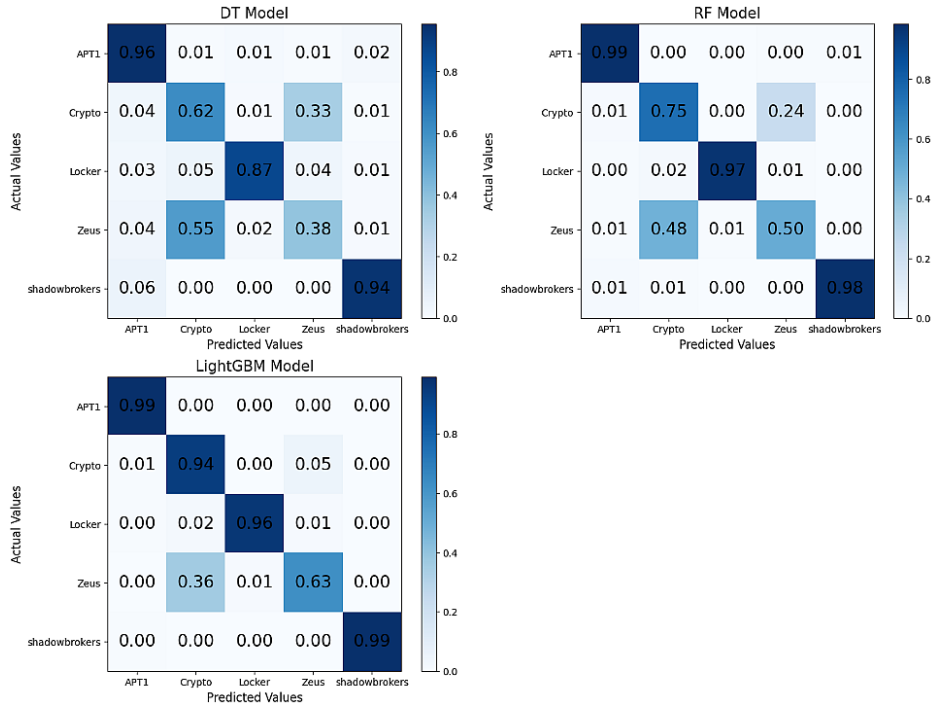 DT Model
APT1 0.96 0.01 0.01 0.01 0.02
Crypto 0.04 0.62 0.01 0.33 0.01
Locker 0.03 0.05 0.87 0.04 0.01
Zeus 0.04 0.55 0.02 0.38 0.01
shadowbrokers 0.06 0.00 0.00 0.00 0.94
APT1 Crypto Locker Zeus shadowbrokers
Predicted Values
Actual Values
0.8
0.6
0.4
0.2
0.0
RF Model
APT1 0.99 0.00 0.00 0.00 0.01
Crypto 0.01 0.75 0.00 0.24 0.00
Locker 0.00 0.02 0.97 0.01 0.00
Zeus 0.01 0.48 0.01 0.50 0.00
shadowbrokers 0.01 0.01 0.00 0.00 0.98
APT1 Crypto Locker Zeus shadowbrokers
Predicted Values
Actual Values
0.8
0.6
0.4
0.2
0.0
LightGBM Model
APT1 0.99 0.00 0.00 0.00 0.00
Crypto 0.01 0.94 0.00 0.05 0.00
Locker 0.00 0.02 0.96 0.01 0.00
Zeus 0.00 0.36 0.01 0.63 0.00
shadowbrokers 0.00 0.00 0.00 0.00 0.99
APT1 Crypto Locker Zeus shadowbrokers
Predicted Values
Actual Values
0.8
0.6
0.4
0.2
0.0